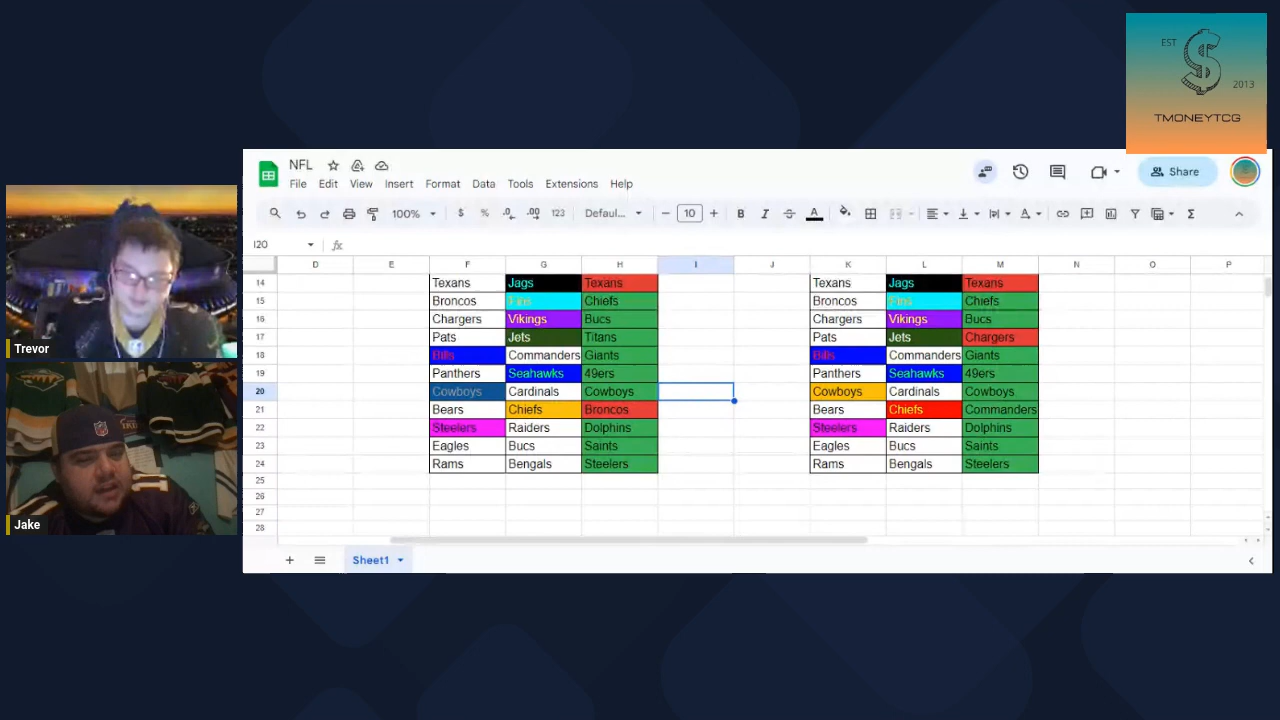 EST
2013
TMONEYTCG
NFL
File Edit View Insert Format Data Tools Extensions Help
Share
100% $ % .0 .00 123 Defaul... 10 B I A
I20 fx
D E F G H I J K L M N O P
14 Texans Jags Texans Texans Jags Texans
15 Broncos Fins Chiefs Broncos Fins Chiefs
16 Chargers Vikings Bucs Chargers Vikings Bucs
17 Pats Jets Titans Pats Jets Chargers
18 Bills Commanders Giants Bills Commanders Giants
19 Panthers Seahawks 49ers Panthers Seahawks 49ers
20 Cowboys Cardinals Cowboys Cowboys Cardinals Cowboys
21 Bears Chiefs Broncos Bears Chiefs Commanders
22 Steelers Raiders Dolphins Steelers Raiders Dolphins
23 Eagles Bucs Saints Eagles Bucs Saints
24 Rams Bengals Steelers Rams Bengals Steelers
25
26
27
28
Sheet1
Trevor
Jake